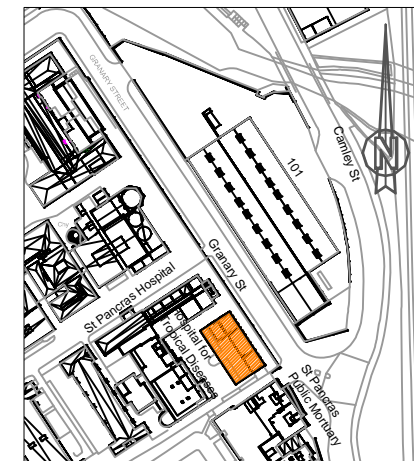 GRANARY STREET
Camley St
101
N
Granary St
St Pancras Hospital
Hospital for
Tropical Diseases
St Pancras
Public Mortuary